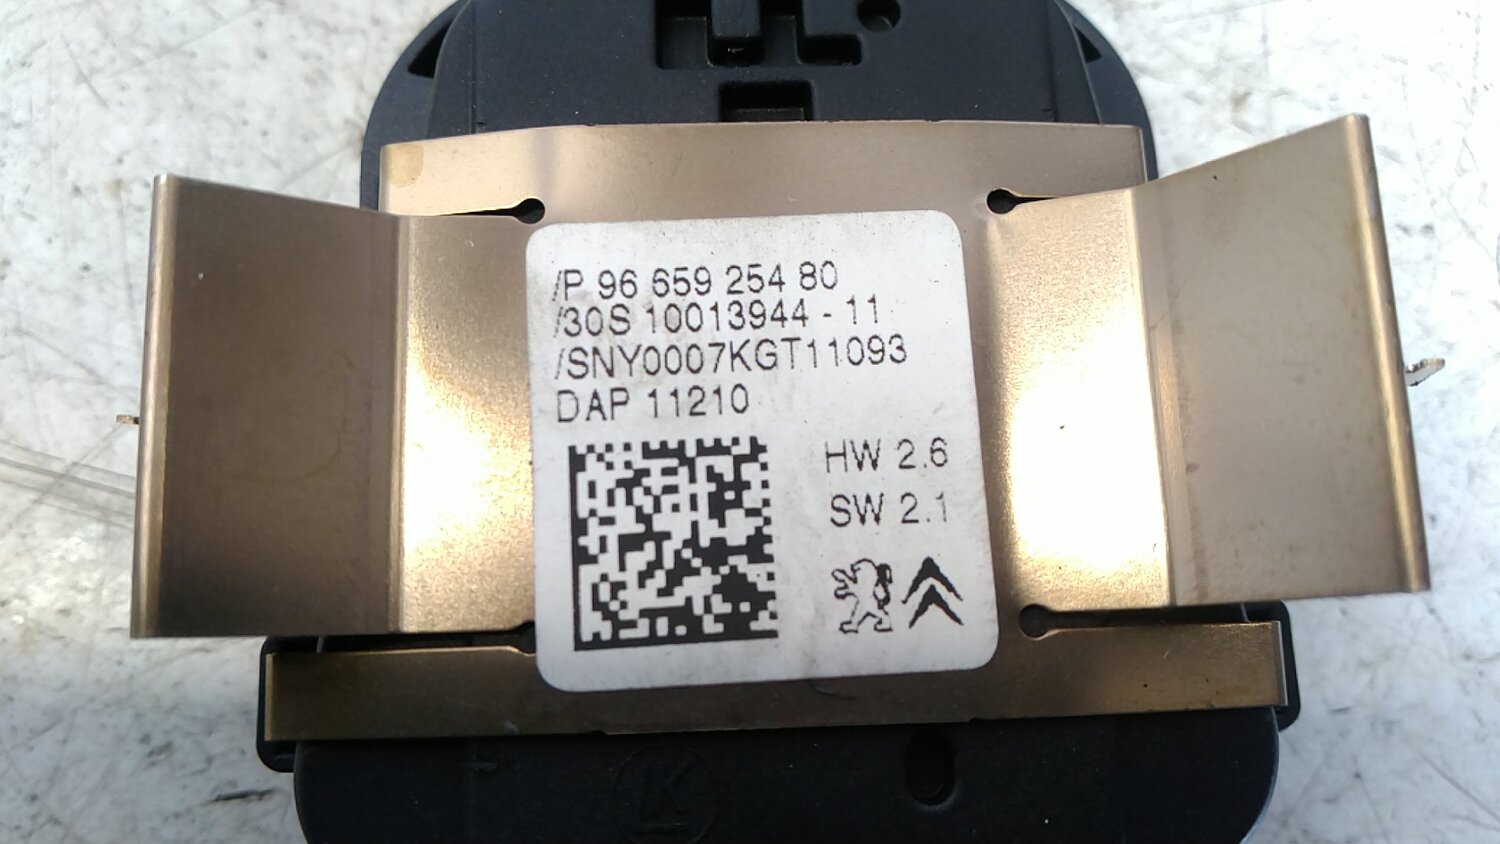 /P 96 659 254 80
/30S 10013944 - 11
/SNY0007KGT11093
DAP 11210
HW 2.6
SW 2.1
K